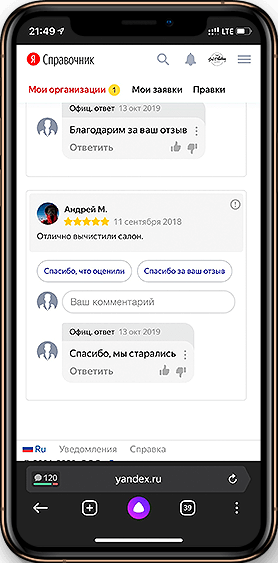 21:49
LTE
Я Справочник
Мои организации 1 Мои заявки Правки
Официц. ответ 13 окт 2019
Благодарим за ваш отзыв
Ответить
Андрей М.
11 сентября 2018
Отлично вычистили салон.
Спасибо, что оценили Спасибо за ваш отзыв
Ваш комментарий
Официц. ответ 13 окт 2019
Спасибо, мы старались
Ответить
Ru Уведомления Справка
120 yandex.ru
39